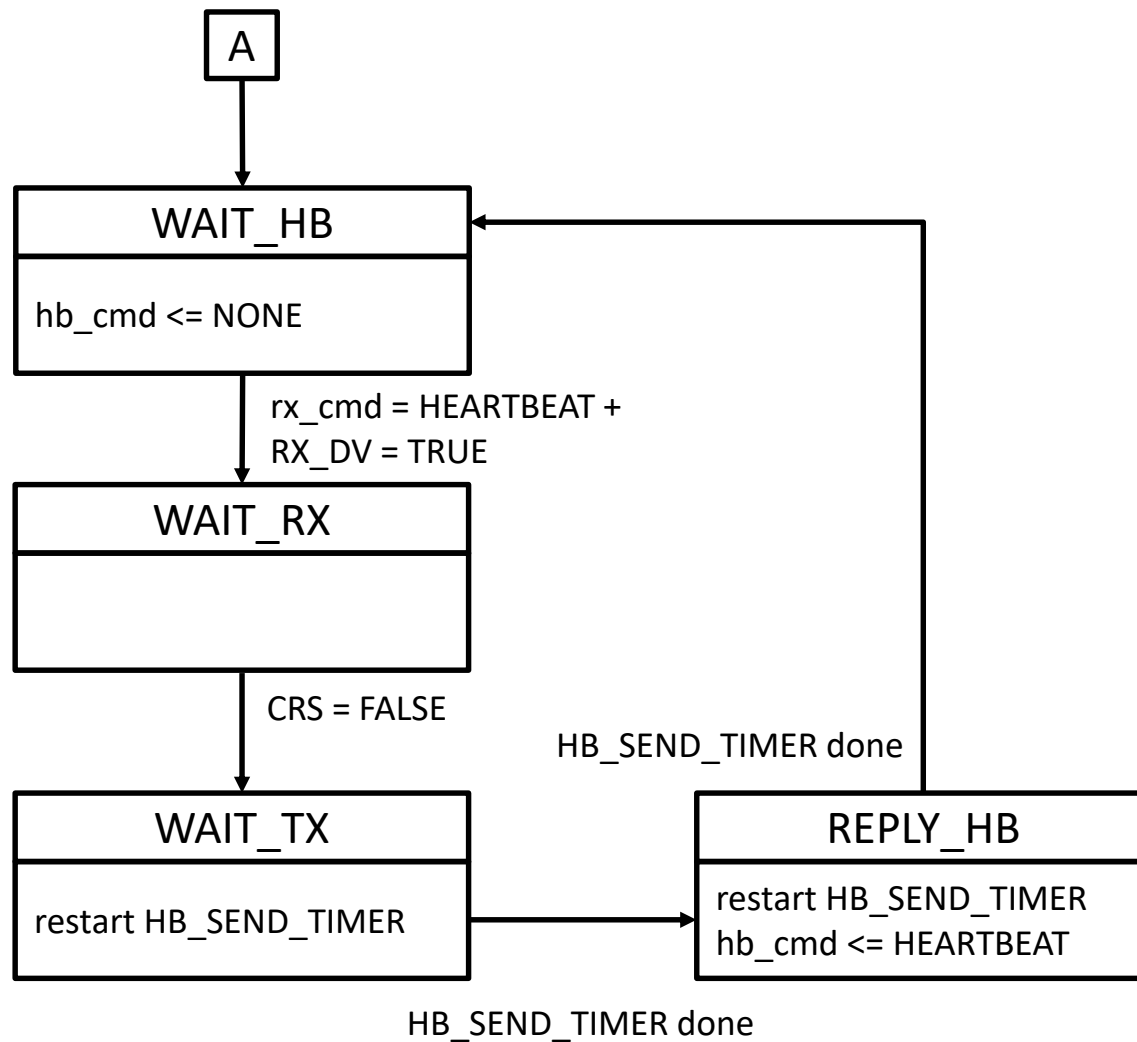 A
WAIT_HB
hb_cmd <= NONE
rx_cmd = HEARTBEAT +
RX_DV = TRUE
WAIT_RX
CRS = FALSE
HB_SEND_TIMER done
WAIT_TX
restart HB_SEND_TIMER
REPLY_HB
restart HB_SEND_TIMER
hb_cmd <= HEARTBEAT
HB_SEND_TIMER done